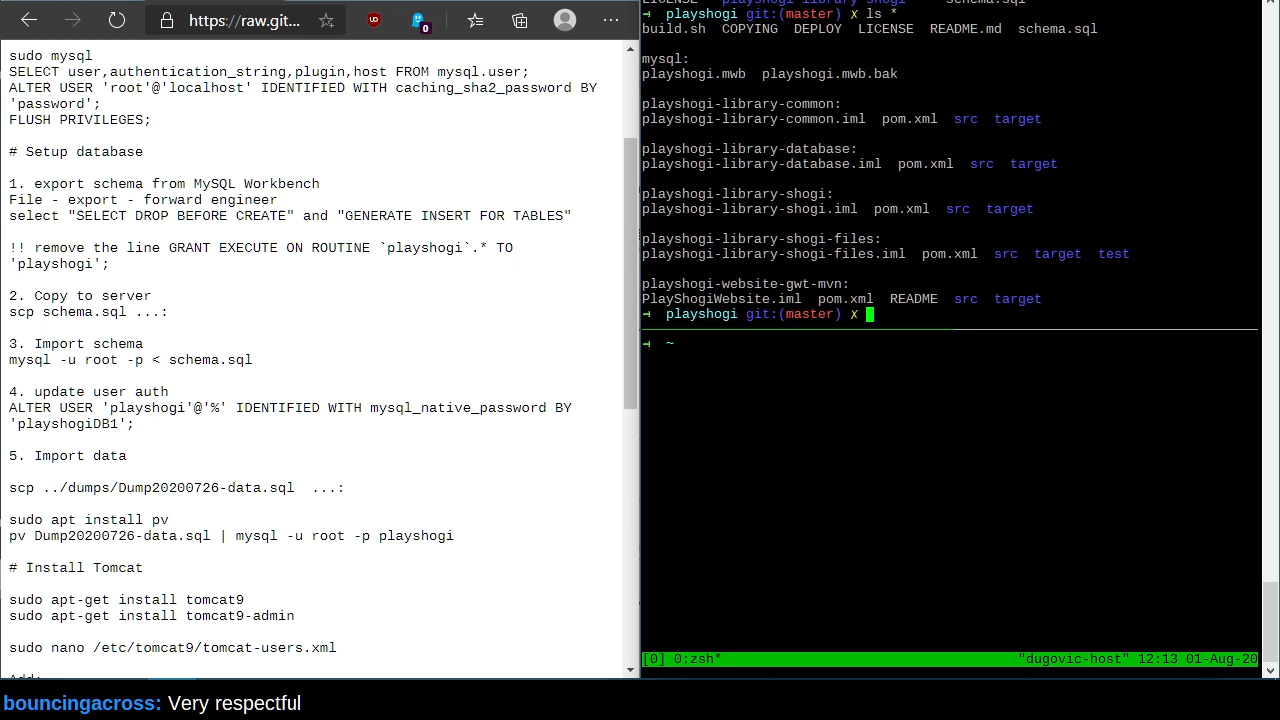 https://raw.git...
UD
0
sudo mysql
SELECT user,authentication_string,plugin,host FROM mysql.user;
ALTER USER 'root'@'localhost' IDENTIFIED WITH caching_sha2_password BY
'password';
FLUSH PRIVILEGES;
# Setup database
1. export schema from MySQL Workbench
File - export - forward engineer
select "SELECT DROP BEFORE CREATE" and "GENERATE INSERT FOR TABLES"
!! remove the line GRANT EXECUTE ON ROUTINE `playshogi`.* TO
'playshogi';
2. Copy to server
scp schema.sql ...:
3. Import schema
mysql -u root -p < schema.sql
4. update user auth
ALTER USER 'playshogi'@'%' IDENTIFIED WITH mysql_native_password BY
'playshogiDB1';
5. Import data
scp ../dumps/Dump20200726-data.sql  ...:
sudo apt install pv
pv Dump20200726-data.sql | mysql -u root -p playshogi
# Install Tomcat
sudo apt-get install tomcat9
sudo apt-get install tomcat9-admin
sudo nano /etc/tomcat9/tomcat-users.xml
Add:
LICENSE   playshogi-library-shogi     schema.sql
→  playshogi git:(master) ✗ ls *
build.sh  COPYING  DEPLOY  LICENSE  README.md  schema.sql
mysql:
playshogi.mwb  playshogi.mwb.bak
playshogi-library-common:
playshogi-library-common.iml  pom.xml  src  target
playshogi-library-database:
playshogi-library-database.iml  pom.xml  src  target
playshogi-library-shogi:
playshogi-library-shogi.iml  pom.xml  src  target
playshogi-library-shogi-files:
playshogi-library-shogi-files.iml  pom.xml  src  target  test
playshogi-website-gwt-mvn:
PlayShogiWebsite.iml  pom.xml  README  src  target
→  playshogi git:(master) ✗
→  ~
[0] 0:zsh*                "dugovic-host" 12:13 01-Aug-20
bouncingacross: Very respectful